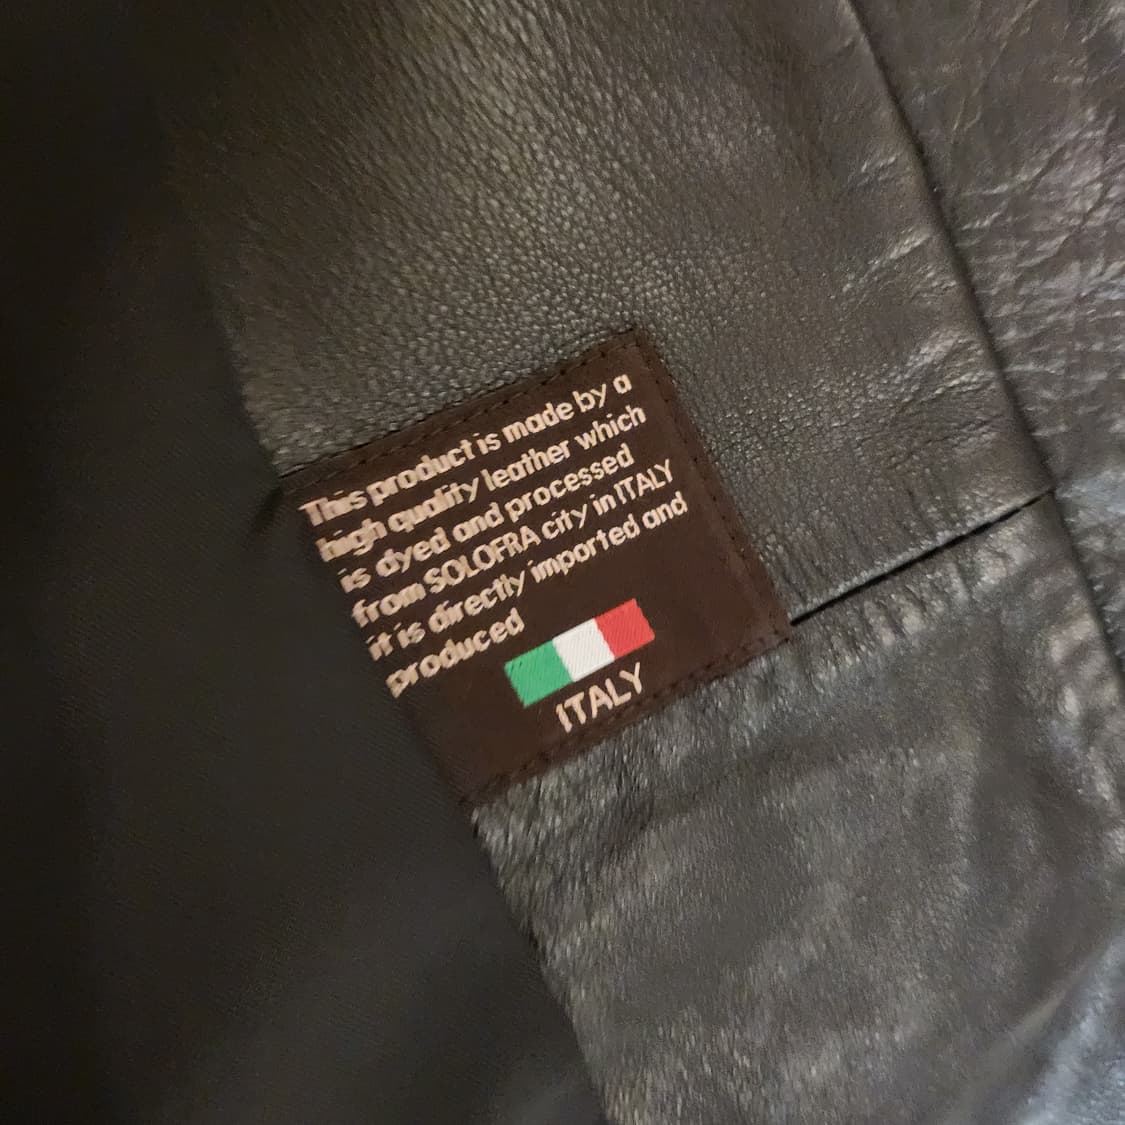 This product is made by a
high quality leather which
is dyed and processed
from SOLOFRA city in ITALY
it is directly imported and
produced
ITALY